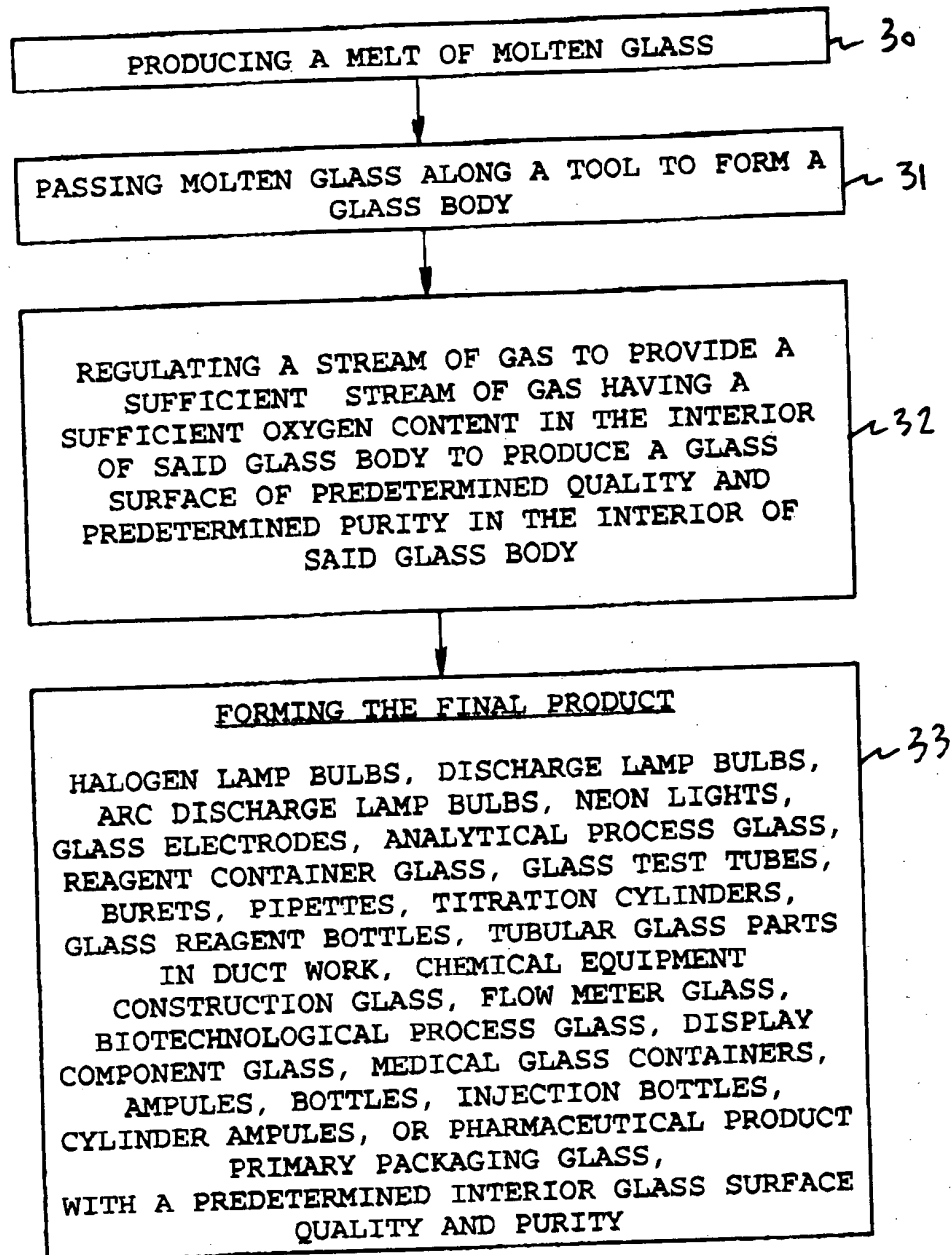 PRODUCING A MELT OF MOLTEN GLASS
30
PASSING MOLTEN GLASS ALONG A TOOL TO FORM A
GLASS BODY
31
REGULATING A STREAM OF GAS TO PROVIDE A
SUFFICIENT STREAM OF GAS HAVING A
SUFFICIENT OXYGEN CONTENT IN THE INTERIOR
OF SAID GLASS BODY TO PRODUCE A GLASS
SURFACE OF PREDETERMINED QUALITY AND
PREDETERMINED PURITY IN THE INTERIOR OF
SAID GLASS BODY
32
FORMING THE FINAL PRODUCT
33
HALOGEN LAMP BULBS, DISCHARGE LAMP BULBS,
ARC DISCHARGE LAMP BULBS, NEON LIGHTS,
GLASS ELECTRODES, ANALYTICAL PROCESS GLASS,
REAGENT CONTAINER GLASS, GLASS TEST TUBES,
BURETS, PIPETTES, TITRATION CYLINDERS,
GLASS REAGENT BOTTLES, TUBULAR GLASS PARTS
IN DUCT WORK, CHEMICAL EQUIPMENT
CONSTRUCTION GLASS, FLOW METER GLASS,
BIOTECHNOLOGICAL PROCESS GLASS, DISPLAY
COMPONENT GLASS, MEDICAL GLASS CONTAINERS,
AMPULES, BOTTLES, INJECTION BOTTLES,
CYLINDER AMPULES, OR PHARMACEUTICAL PRODUCT
PRIMARY PACKAGING GLASS,
WITH A PREDETERMINED INTERIOR GLASS SURFACE
QUALITY AND PURITY